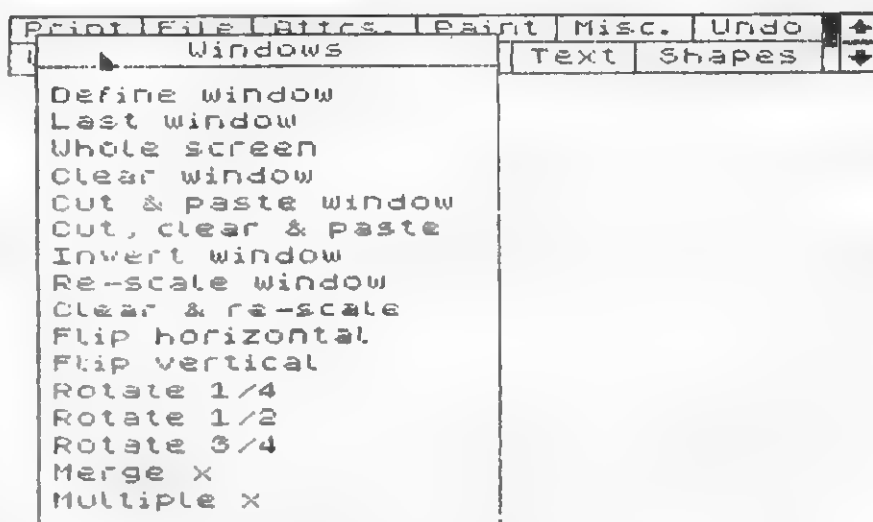 Print File Attrs. Paint Misc. Undo
Windows
Text Shapes
Define window
Last window
Whole screen
Clear window
Cut & paste window
Cut, clear & paste
Invert window
Re-scale window
Clear & re-scale
Flip horizontal
Flip vertical
Rotate 1/4
Rotate 1/2
Rotate 3/4
Merge x
Multiple x